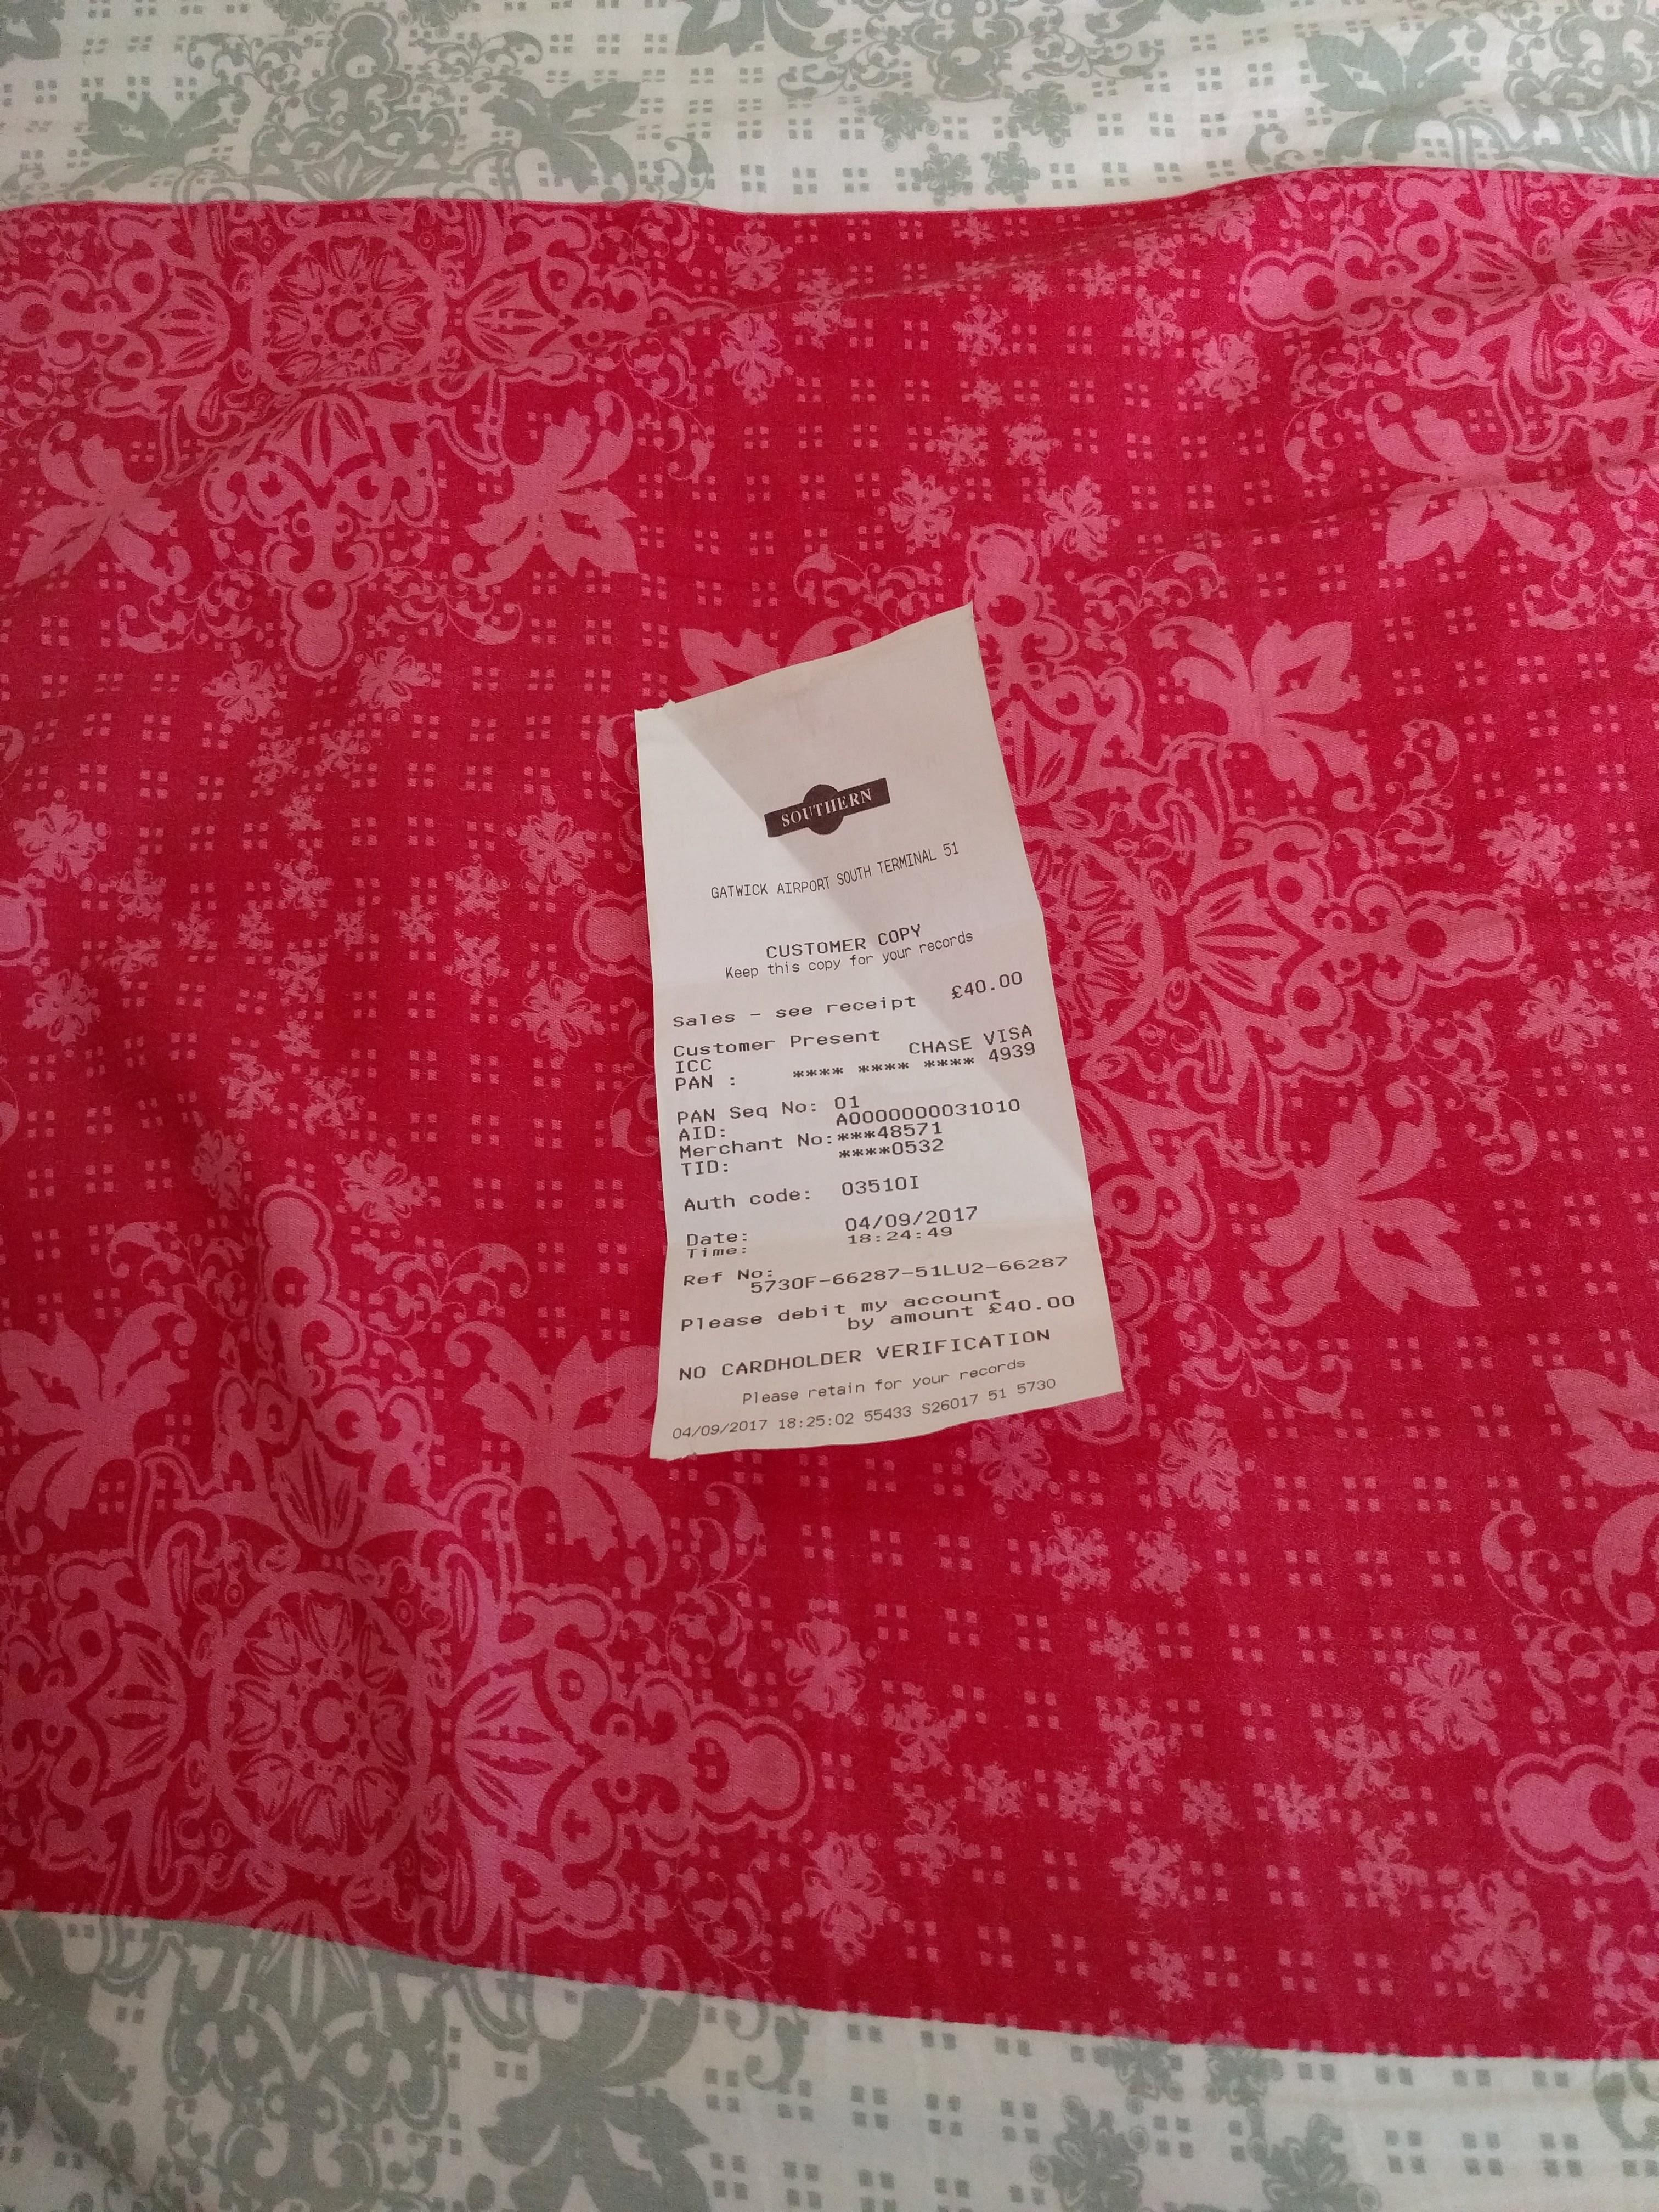 SOUTHERN
GATWICK AIRPORT SOUTH TERMINAL 51
CUSTOMER COPY
Keep this copy for your records
Sales - see receipt £40.00
Customer Present
ICC CHASE VISA
PAN : **** **** **** 4939
PAN Seq No: 01
AID: A0000000031010
Merchant No:***48571
TID: ****0532
Auth code: 03510I
Date: 04/09/2017
Time: 18:24:49
Ref No:
5730F-66287-51LU2-66287
Please debit my account
by amount £40.00
NO CARDHOLDER VERIFICATION
Please retain for your records
04/09/2017 18:25:02 55433 S26017 51 5730